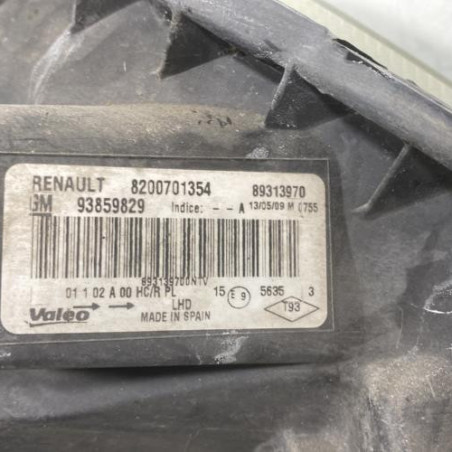 RENAULT 8200701354 89313970
GM 93859829 Indice: - - A 13/05/09 M 0755
89313970DNTV
01 1 02 A 00 HC/R PL 15 E9 5635 3
Valeo LHD T93
MADE IN SPAIN